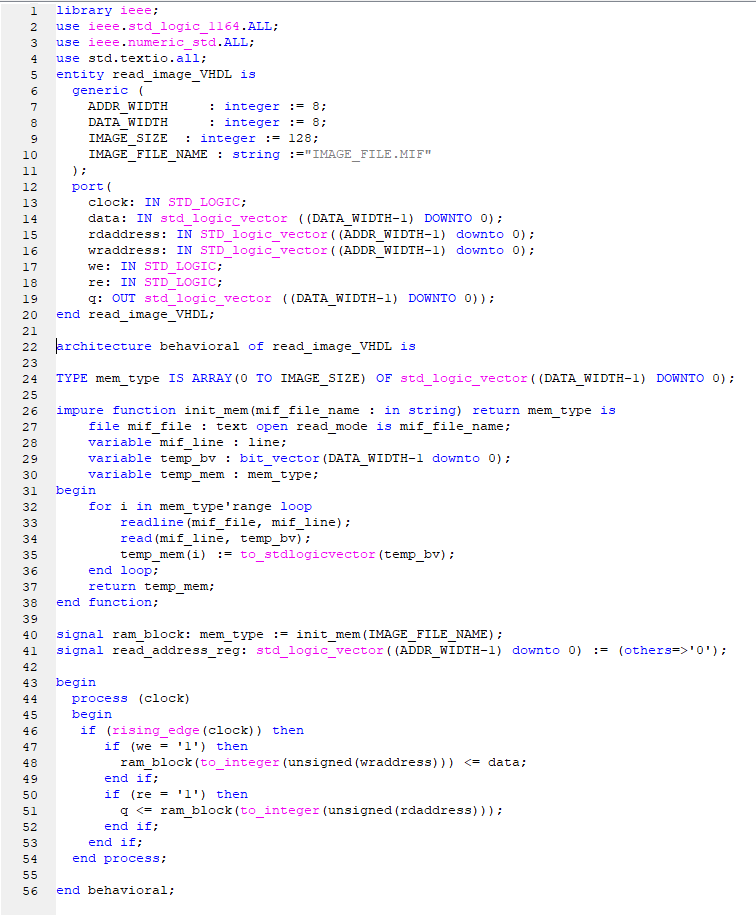 1 library ieee;
2 use ieee.std_logic_1164.ALL;
3 use ieee.numeric_std.ALL;
4 use std.textio.all;
5 entity read_image_VHDL is
6   generic (
7     ADDR_WIDTH     : integer := 8;
8     DATA_WIDTH     : integer := 8;
9     IMAGE_SIZE  : integer := 128;
10     IMAGE_FILE_NAME : string :="IMAGE_FILE.MIF"
11   );
12   port(
13     clock: IN STD_LOGIC;
14     data: IN std_logic_vector ((DATA_WIDTH-1) DOWNTO 0);
15     rdaddress: IN STD_logic_vector((ADDR_WIDTH-1) downto 0);
16     wraddress: IN STD_logic_vector((ADDR_WIDTH-1) downto 0);
17     we: IN STD_LOGIC;
18     re: IN STD_LOGIC;
19     q: OUT std_logic_vector ((DATA_WIDTH-1) DOWNTO 0));
20 end read_image_VHDL;
21
22 architecture behavioral of read_image_VHDL is
23
24 TYPE mem_type IS ARRAY(0 TO IMAGE_SIZE) OF std_logic_vector((DATA_WIDTH-1) DOWNTO 0);
25
26 impure function init_mem(mif_file_name : in string) return mem_type is
27     file mif_file : text open read_mode is mif_file_name;
28     variable mif_line : line;
29     variable temp_bv : bit_vector(DATA_WIDTH-1 downto 0);
30     variable temp_mem : mem_type;
31 begin
32     for i in mem_type'range loop
33         readline(mif_file, mif_line);
34         read(mif_line, temp_bv);
35         temp_mem(i) := to_stdlogicvector(temp_bv);
36     end loop;
37     return temp_mem;
38 end function;
39
40 signal ram_block: mem_type := init_mem(IMAGE_FILE_NAME);
41 signal read_address_reg: std_logic_vector((ADDR_WIDTH-1) downto 0) := (others=>'0');
42
43 begin
44   process (clock)
45   begin
46    if (rising_edge(clock)) then
47       if (we = '1') then
48         ram_block(to_integer(unsigned(wraddress))) <= data;
49       end if;
50       if (re = '1') then
51         q <= ram_block(to_integer(unsigned(rdaddress)));
52       end if;
53     end if;
54   end process;
55
56 end behavioral;